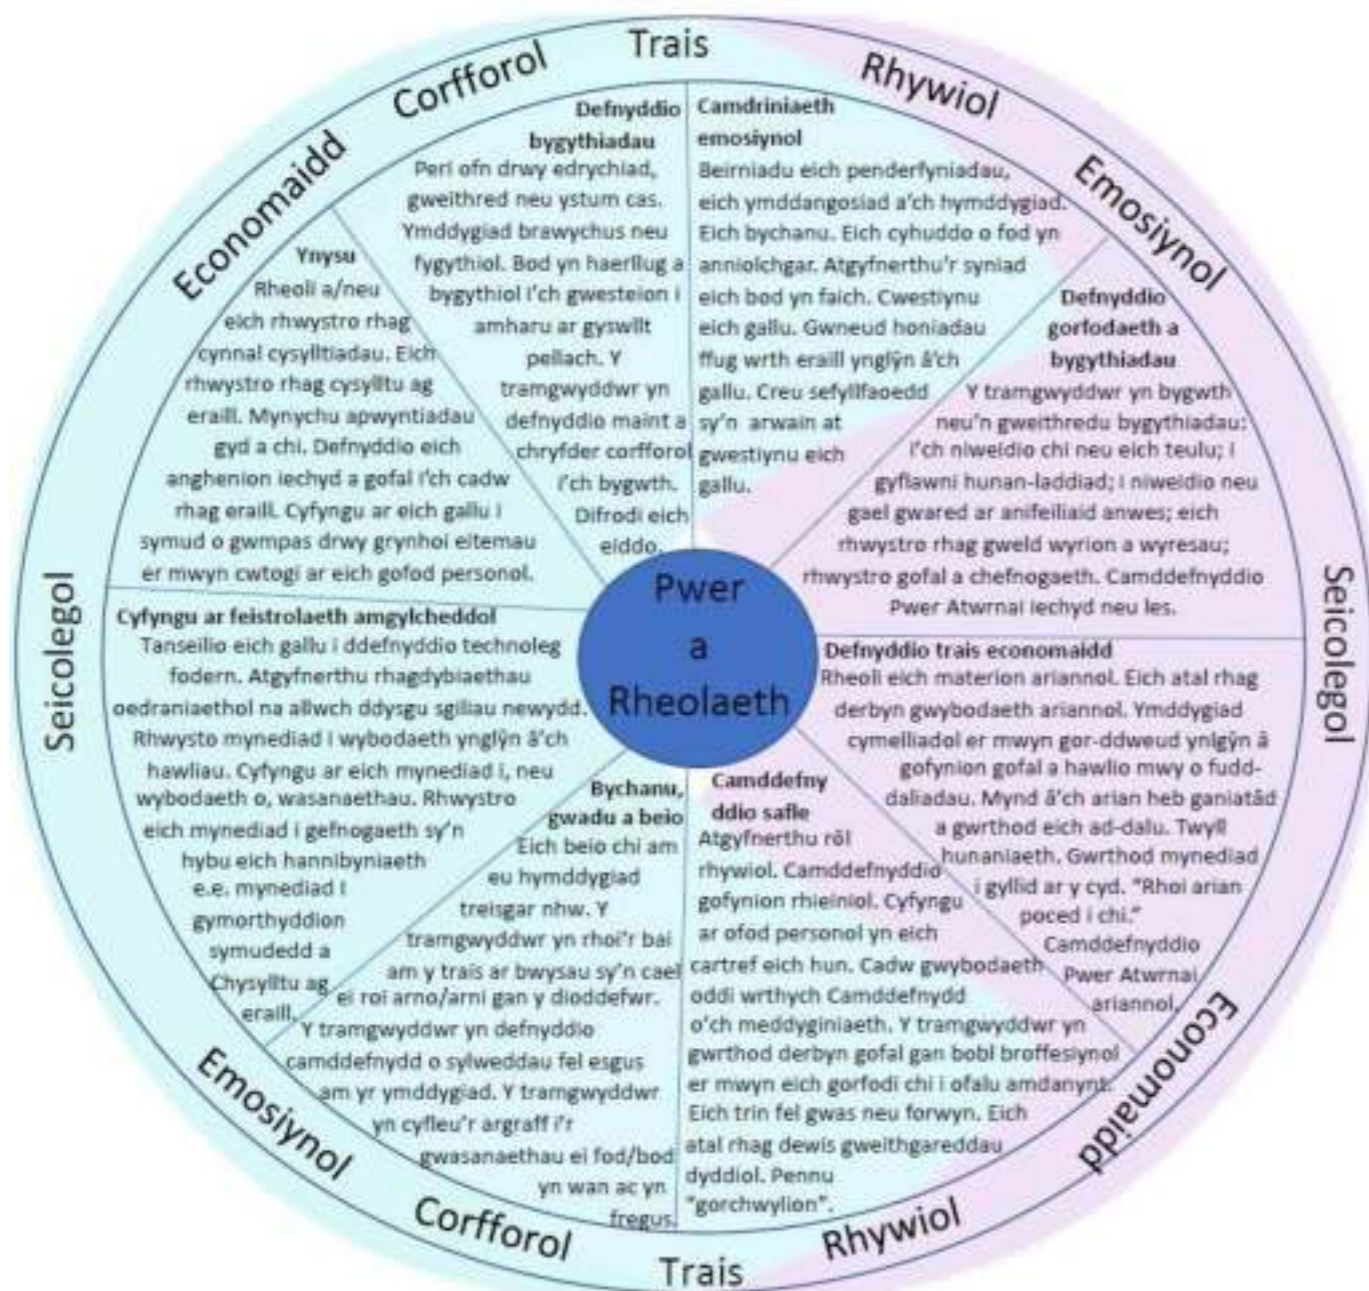 Trais
Rhywiol
Emosiynol
Seicolegol
Economaidd
Rhywiol
Trais
Corfforol
Emosiynol
Seicolegol
Economaidd
Corfforol
Defnyddio
bygythiadau
Peri ofn drwy edrychiad,
gweithred neu ystum cas.
Ymddygiad brawychus neu
fygythiol. Bod yn haerllug a
bygythiol i'ch gwesteion i
amharu ar gyswllt
pellach. Y
tramgwyddwr yn
defnyddio maint a
chryfder corfforol
i'ch bygwth.
Difrodi eich
eiddo.
Camdriniaeth
emosiynol
Beirniadu eich penderfyniadau,
eich ymddangosiad a'ch hymddygiad.
Eich bychanu. Eich cyhuddo o fod yn
anniolchgar. Atgyfnerthu'r syniad
eich bod yn faich. Cwestiynu
eich gallu. Gwneud honiadau
ffug wrth eraill ynglŷn â'ch
gallu. Creu sefyllfaoedd
sy'n arwain at
gwestiynu eich
gallu.
Defnyddio
gorfodaeth a
bygythiadau
Y tramgwyddwr yn bygwth
neu'n gweithredu bygythiadau:
i'ch niweidio chi neu eich teulu; i
gyflawni hunan-laddiad; i niweidio neu
gael gwared ar anifeiliaid anwes; eich
rhwystro rhag gweld wyrion a wyresau;
rhwystro gofal a chefnogaeth. Camddefnyddio
Pwer Atwrnai iechyd neu les.
Defnyddio trais economaidd
Rheoli eich materion ariannol. Eich atal rhag
derbyn gwybodaeth ariannol. Ymddygiad
cymelliadol er mwyn gor-ddweud ynlgŷn â
gofynion gofal a hawlio mwy o fudd-
daliadau. Mynd â'ch arian heb ganiatâd
a gwrthod eich ad-dalu. Twyll
hunaniaeth. Gwrthod mynediad
i gyllid ar y cyd. "Rhoi arian
poced i chi."
Camddefnyddio
Pwer Atwrnai
ariannol.
Camddefny
ddio safle
Atgyfnerthu rôl
rhywiol. Camddefnyddio
gofynion rhieiniol. Cyfyngu
ar ofod personol yn eich
cartref eich hun. Cadw gwybodaeth
oddi wrthych Camddefnydd
o'ch meddyginiaeth. Y tramgwyddwr yn
gwrthod derbyn gofal gan bobl broffesiynol
er mwyn eich gorfodi chi i ofalu amdanynt.
Eich trin fel gwas neu forwyn. Eich
atal rhag dewis gweithgareddau
dyddiol. Pennu
"gorchwylion".
Bychanu,
gwadu a beio
Eich beio chi am
eu hymddygiad
treisgar nhw. Y
tramgwyddwr yn rhoi'r bai
am y trais ar bwysau sy'n cael
ei roi arno/arni gan y dioddefwr.
Y tramgwyddwr yn defnyddio
camddefnydd o sylweddau fel esgus
am yr ymddygiad. Y tramgwyddwr
yn cyfleu'r argraff i'r
gwasanaethau ei fod/bod
yn wan ac yn
fregus.
Cyfyngu ar feistrolaeth amgylcheddol
Tanseilio eich gallu i ddefnyddio technoleg
fodern. Atgyfnerthu rhagdybiaethau
oedraniaethol na allwch ddysgu sgiliau newydd.
Rhwysto mynediad i wybodaeth ynglŷn â'ch
hawliau. Cyfyngu ar eich mynediad i, neu
wybodaeth o, wasanaethau. Rhwystro
eich mynediad i gefnogaeth sy'n
hybu eich hannibyniaeth
e.e. mynediad i
gymorthyddion
symudedd a
Chysylltu ag
eraill.
Ynysu
Rheoli a/neu
eich rhwystro rhag
cynnal cysylltiadau. Eich
rhwystro rhag cysylltu ag
eraill. Mynychu apwyntiadau
gyd a chi. Defnyddio eich
anghenion iechyd a gofal i'ch cadw
rhag eraill. Cyfyngu ar eich gallu i
symud o gwmpas drwy grynhoi eitemau
er mwyn cwtogi ar eich gofod personol.
Pwer
a
Rheolaeth